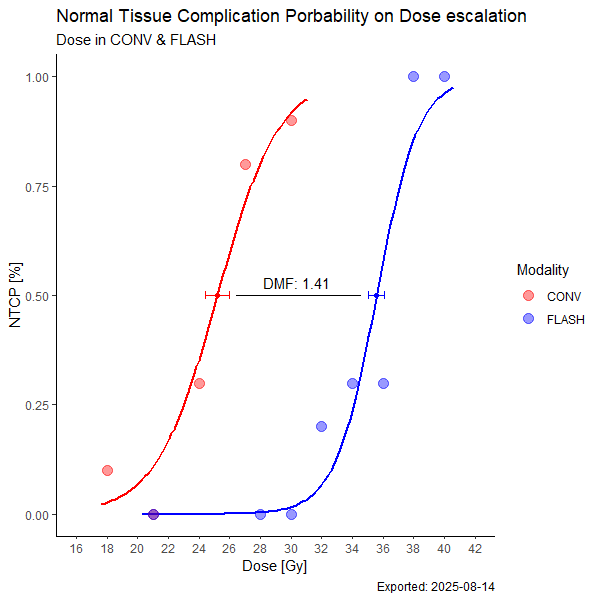 Normal Tissue Complication Porbability on Dose escalation
Dose in CONV & FLASH
1.00
0.75
0.50
0.25
0.00
NTCP [%]
DMF: 1.41
Modality
CONV
FLASH
16 18 20 22 24 26 28 30 32 34 36 38 40 42
Dose [Gy]
Exported: 2025-08-14